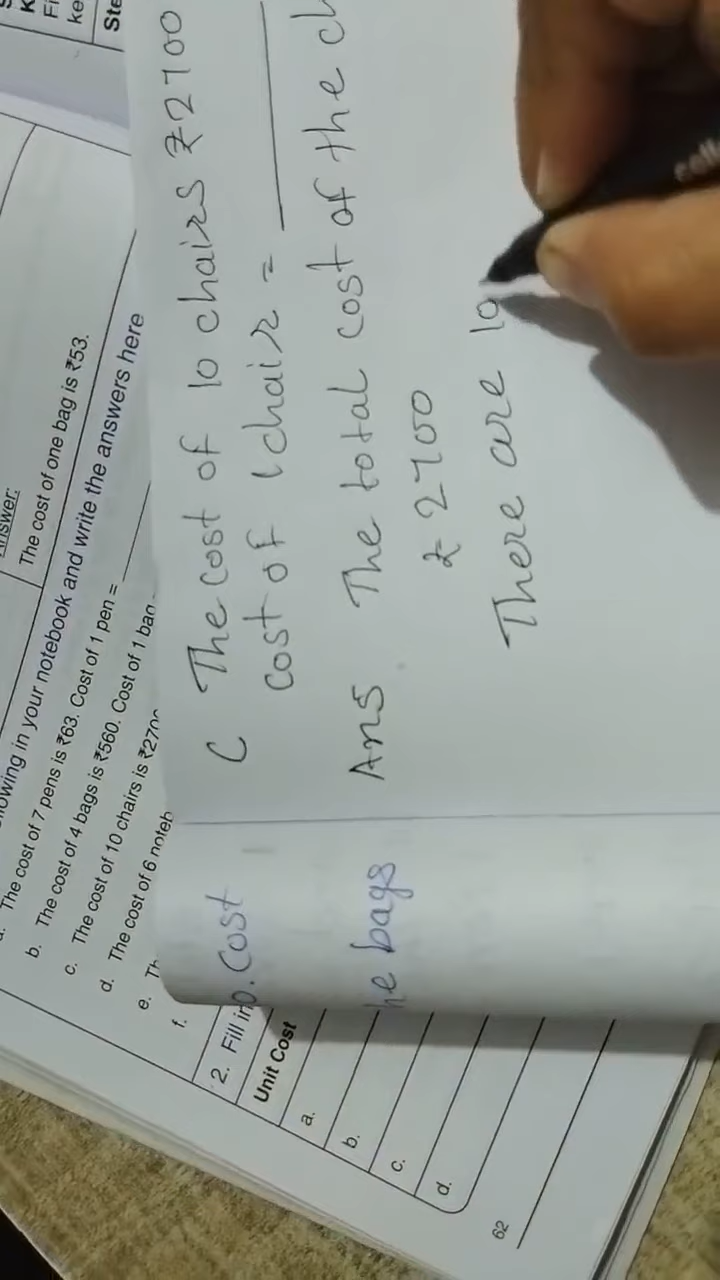 The cost of one bag is ₹53.
in your notebook and write the answers here
The cost of 7 pens is ₹63. Cost of 1 pen =
b. The cost of 4 bags is ₹560. Cost of 1 bag
c. The cost of 10 chairs is ₹2700
d. The cost of 6
e.
f.
2. Fill in
Unit Cost
a.
b.
c.
d.
62
. Cost
he bags
C The cost of 10 chairs ₹2700
cost of 1 chair =
Ans The total cost of the ch
₹2700
There are 10